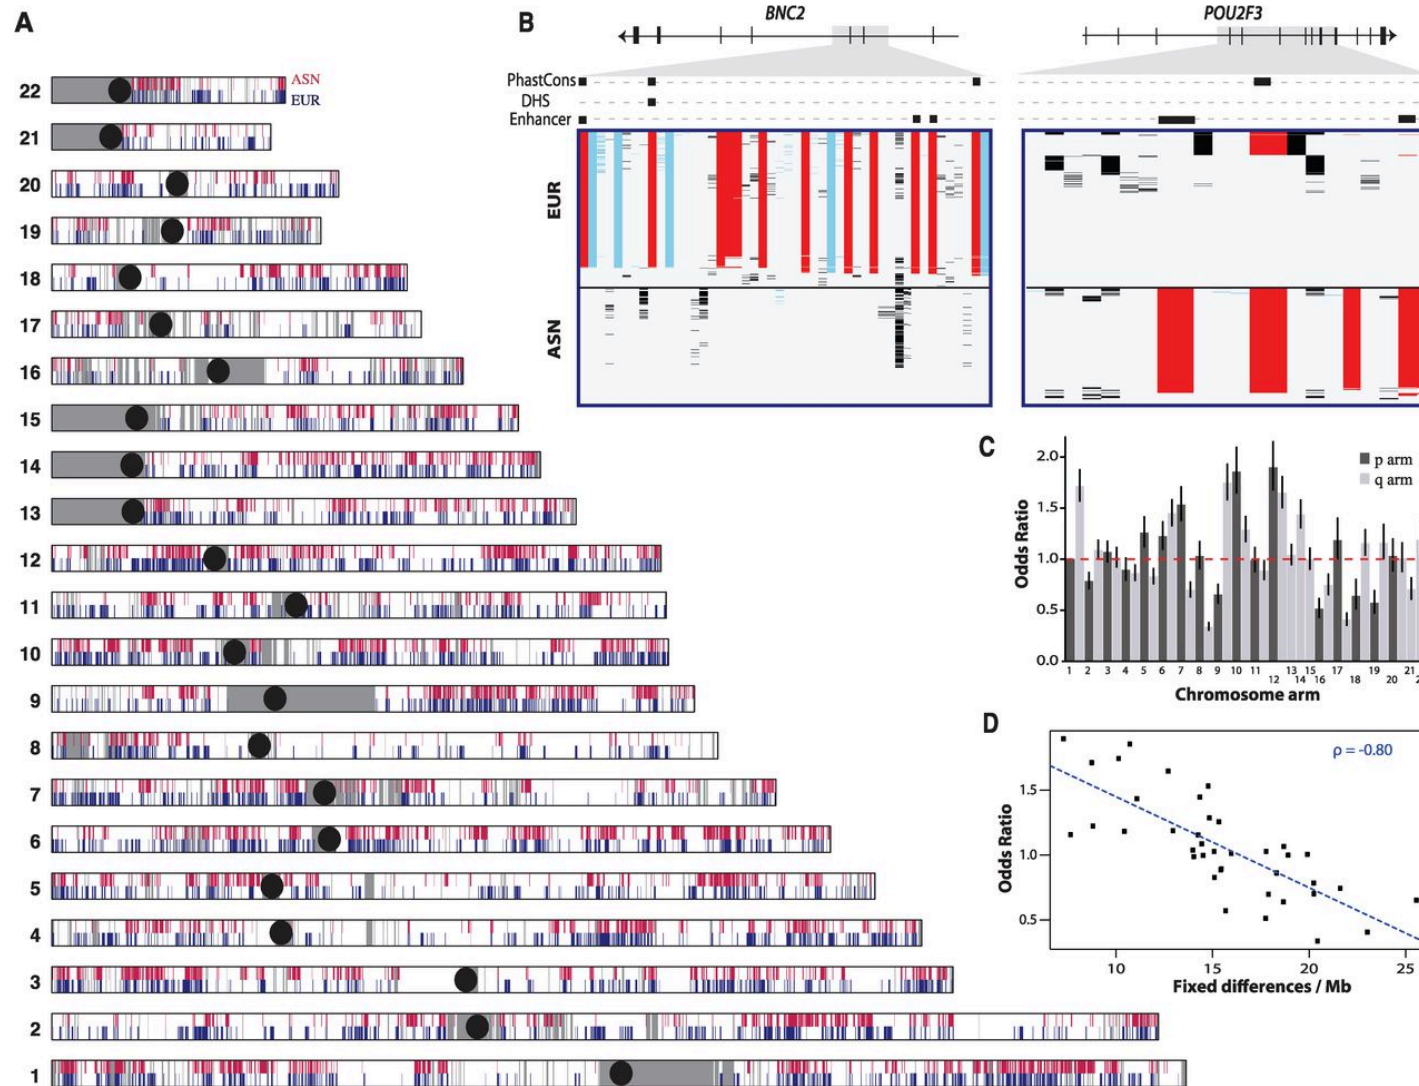 A
22
ASN
EUR
21
20
19
18
17
16
15
14
13
12
11
10
9
8
7
6
5
4
3
2
1
B
BNC2
POU2F3
PhastCons
DHS
Enhancer
EUR
ASN
C
p arm
q arm
2.0
1.5
1.0
0.5
0.0
Odds Ratio
1 2 3 4 5 6 7 8 9 10 11 12 13 14 15 16 17 18 19 20 21
Chromosome arm
D
ρ = -0.80
1.5
1.0
0.5
Odds Ratio
10 15 20 25
Fixed differences / Mb